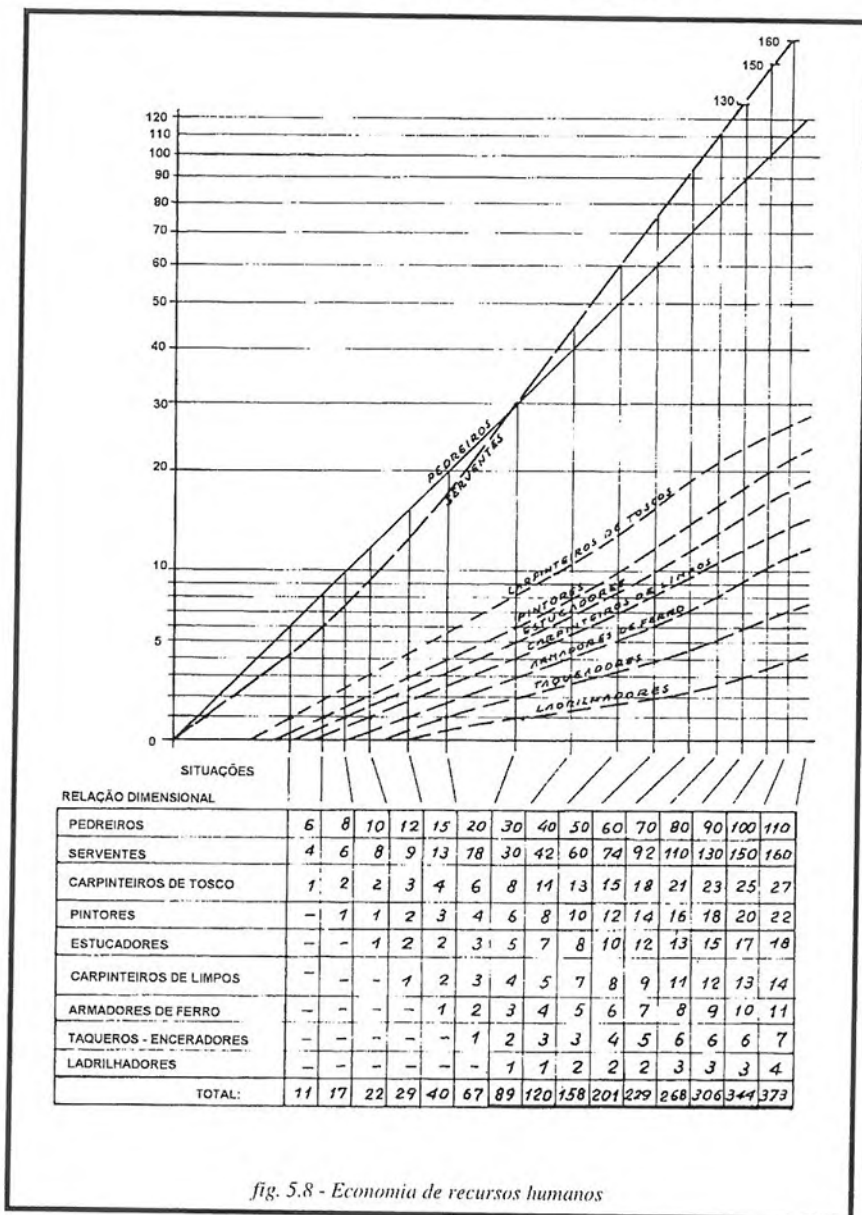 160
150
130
120
110
100
90
80
70
60
50
40
30
20
10
5
0
PEDREIROS
SERVENTES
CARPINTEIROS DE TOSCOS
PINTORES
ESTUCADORES
CARPINTEIROS DE LIMPOS
ARMADORES DE FERRO
TAQUEADORES
LADRILHADORES
SITUAÇÕES
RELAÇÃO DIMENSIONAL
PEDREIROS 6 8 10 12 15 20 30 40 50 60 70 80 90 100 110
SERVENTES 4 6 8 9 13 78 30 42 60 74 92 110 130 150 160
CARPINTEIROS DE TOSCO 1 2 2 3 4 6 8 11 13 15 18 21 23 25 27
PINTORES - 1 1 2 3 4 6 8 10 12 14 16 18 20 22
ESTUCADORES - - 1 2 2 3 5 7 8 10 12 13 15 17 18
CARPINTEIROS DE LIMPOS - - - 1 2 3 4 5 7 8 9 11 12 13 14
ARMADORES DE FERRO - - - - 1 2 3 4 5 6 7 8 9 10 11
TAQUEROS - ENCERADORES - - - - - 1 2 3 3 4 5 6 6 6 7
LADRILHADORES - - - - - - 1 1 2 2 2 3 3 3 4
TOTAL: 11 17 22 29 40 67 89 120 158 201 229 268 306 344 373
fig. 5.8 - Economia de recursos humanos